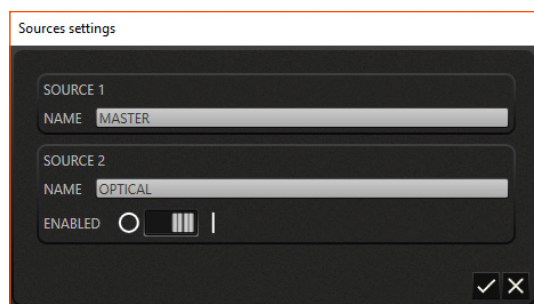 Sources settings
SOURCE 1
NAME MASTER
SOURCE 2
NAME OPTICAL
ENABLED